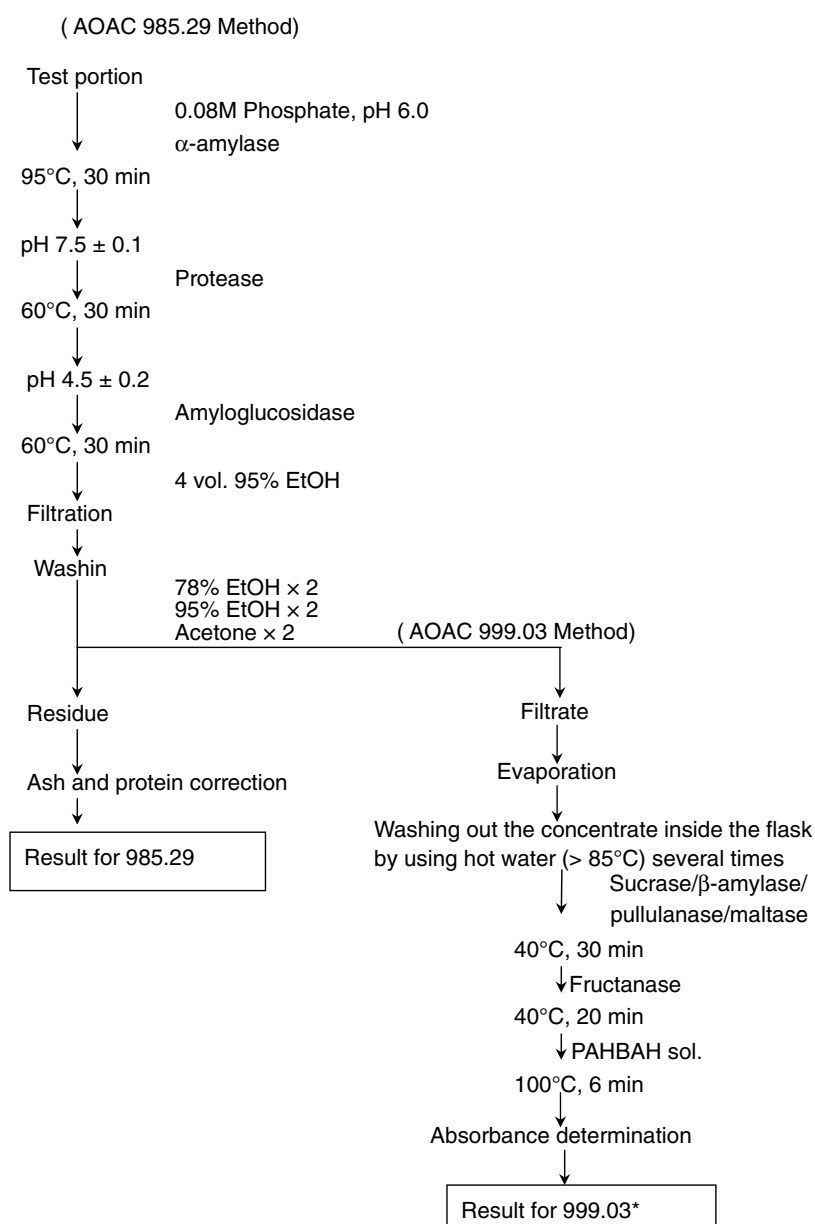 ( AOAC 985.29 Method)
Test portion
0.08M Phosphate, pH 6.0
α-amylase
95°C, 30 min
pH 7.5 ± 0.1
Protease
60°C, 30 min
pH 4.5 ± 0.2
Amyloglucosidase
60°C, 30 min
4 vol. 95% EtOH
Filtration
Washin
78% EtOH × 2
95% EtOH × 2
Acetone × 2
( AOAC 999.03 Method)
Residue
Ash and protein correction
Result for 985.29
Filtrate
Evaporation
Washing out the concentrate inside the flask
by using hot water (> 85°C) several times
Sucrase/β-amylase/
pullulanase/maltase
40°C, 30 min
Fructanase
40°C, 20 min
PAHBAH sol.
100°C, 6 min
Absorbance determination
Result for 999.03*